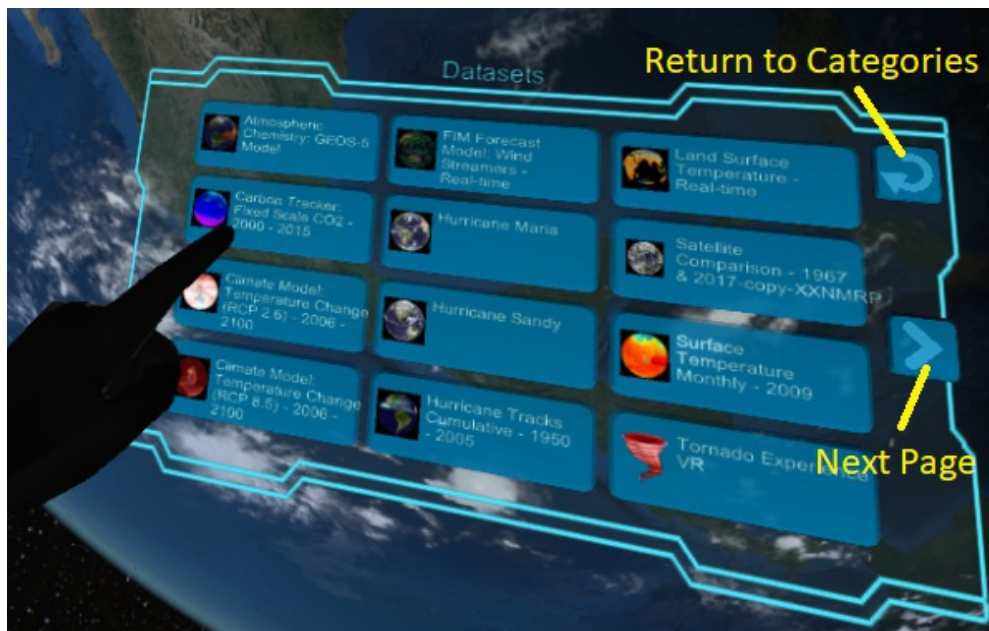 Datasets
Return to Categories
Atmospheric
Chemistry: GEOS-5
Model
FIM Forecast
Model: Wind
Streamers -
Real-time
Land Surface
Temperature -
Real-time
Carbon Tracker:
Fixed Scale CO2 -
2000 - 2015
Hurricane Maria
Satellite
Comparison - 1967
& 2017-copy-XXNMRP
Climate Model:
Temperature Change
(RCP 2.6) - 2006 -
2100
Hurricane Sandy
Surface
Temperature
Monthly - 2009
Climate Model:
Temperature Change
(RCP 8.5) - 2006 -
2100
Hurricane Tracks
Cumulative - 1950
- 2005
Tornado Experience
VR
Next Page